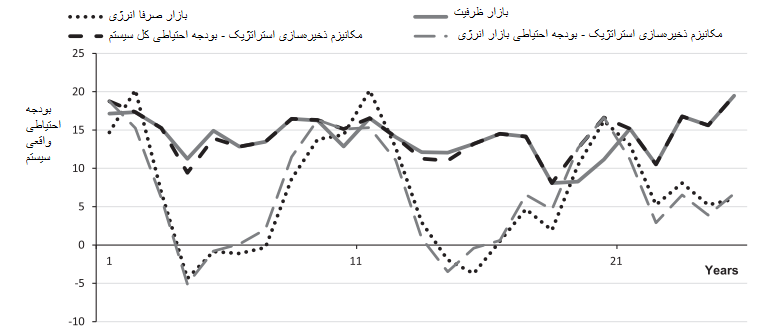 بازار صرفا انرژی
بازار ظرفیت
مکانیزم ذخیره‌سازی استراتژیک - بودجه احتیاطی کل سیستم
مکانیزم ذخیره‌سازی استراتژیک - بودجه احتیاطی بازار انرژی
بودجه
احتیاطی
واقعی
سیستم
25
20
15
10
5
0
-5
-10
1
11
21
Years